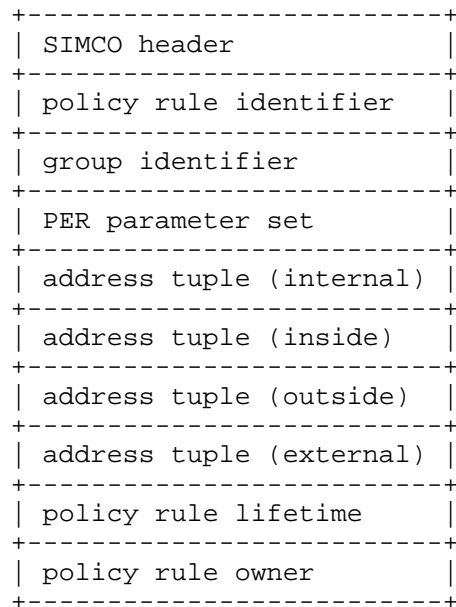 +--------------------------+
| SIMCO header             |
+--------------------------+
| policy rule identifier   |
+--------------------------+
| group identifier         |
+--------------------------+
| PER parameter set        |
+--------------------------+
| address tuple (internal) |
+--------------------------+
| address tuple (inside)   |
+--------------------------+
| address tuple (outside)  |
+--------------------------+
| address tuple (external) |
+--------------------------+
| policy rule lifetime     |
+--------------------------+
| policy rule owner        |
+--------------------------+